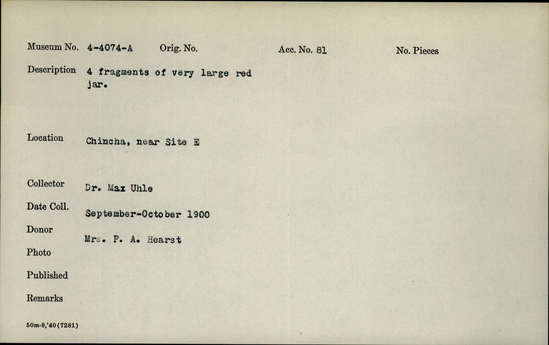 Museum No. 4-4074-A Orig. No. Acc. No. 81 No. Pieces
Description 4 fragments of very large red
jar.
Location Chincha, near Site E
Collector Dr. Max Uhle
Date Coll. September-October 1900
Donor Mrs. P. A. Hearst
Photo
Published
Remarks
50m-8,'40(7281)